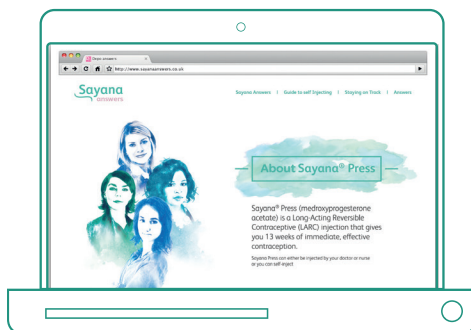 Sayana answers
http://www.sayanaanswers.co.uk
Sayana
answers
Sayana Answers | Guide to self Injecting | Staying on Track | Answers
About Sayana® Press
Sayana® Press (medroxyprogesterone
acetate) is a Long-Acting Reversible
Contraceptive (LARC) injection that gives
you 13 weeks of immediate, effective
contraception.
Sayana Press can either be injected by your doctor or nurse
or you can self-inject